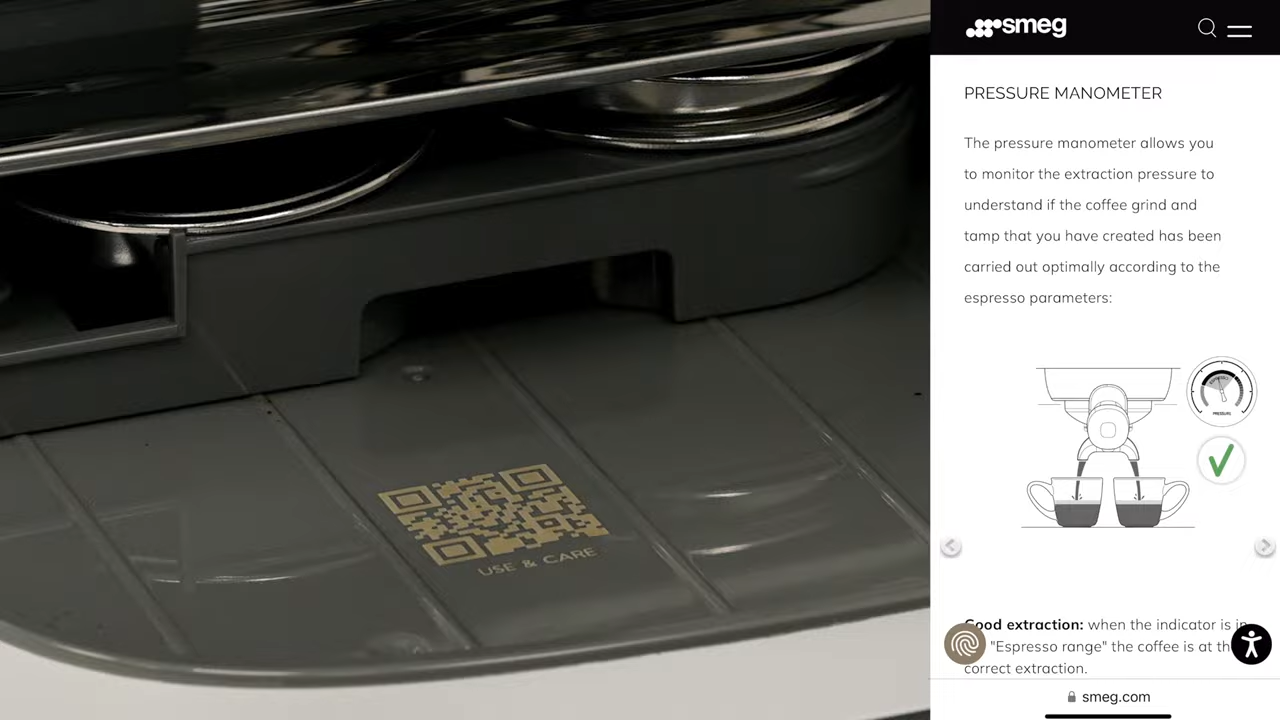 USE & CARE
smeg
PRESSURE MANOMETER
The pressure manometer allows you
to monitor the extraction pressure to
understand if the coffee grind and
tamp that you have created has been
carried out optimally according to the
espresso parameters:
PRESSURE
Good extraction: when the indicator is in
"Espresso range" the coffee is at th
correct extraction.
smeg.com